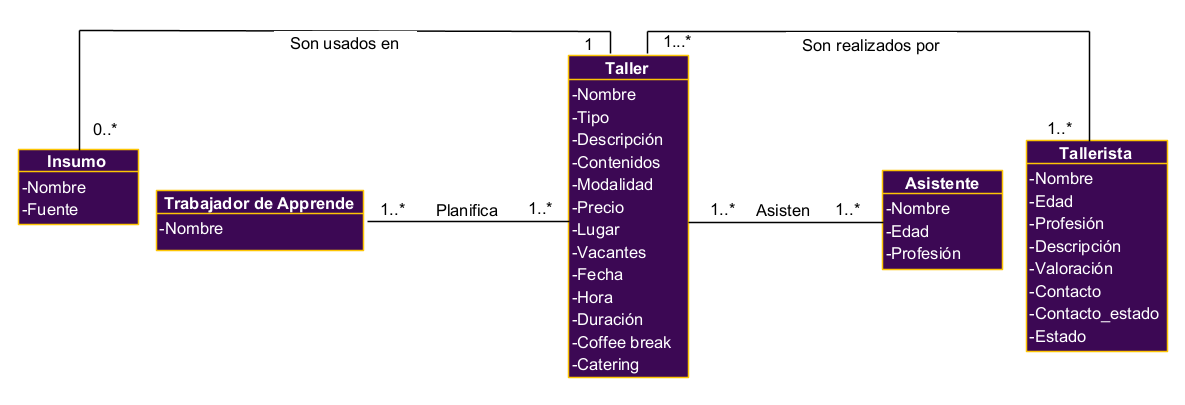 Son usados en
1
0..*
1...*
Son realizados por
1..*
Insumo
-Nombre
-Fuente
Trabajador de Apprende
-Nombre
1..*
Planifica
1..*
Taller
-Nombre
-Tipo
-Descripción
-Contenidos
-Modalidad
-Precio
-Lugar
-Vacantes
-Fecha
-Hora
-Duración
-Coffee break
-Catering
1..*
Asisten
1..*
Asistente
-Nombre
-Edad
-Profesión
Tallerista
-Nombre
-Edad
-Profesión
-Descripción
-Valoración
-Contacto
-Contacto_estado
-Estado